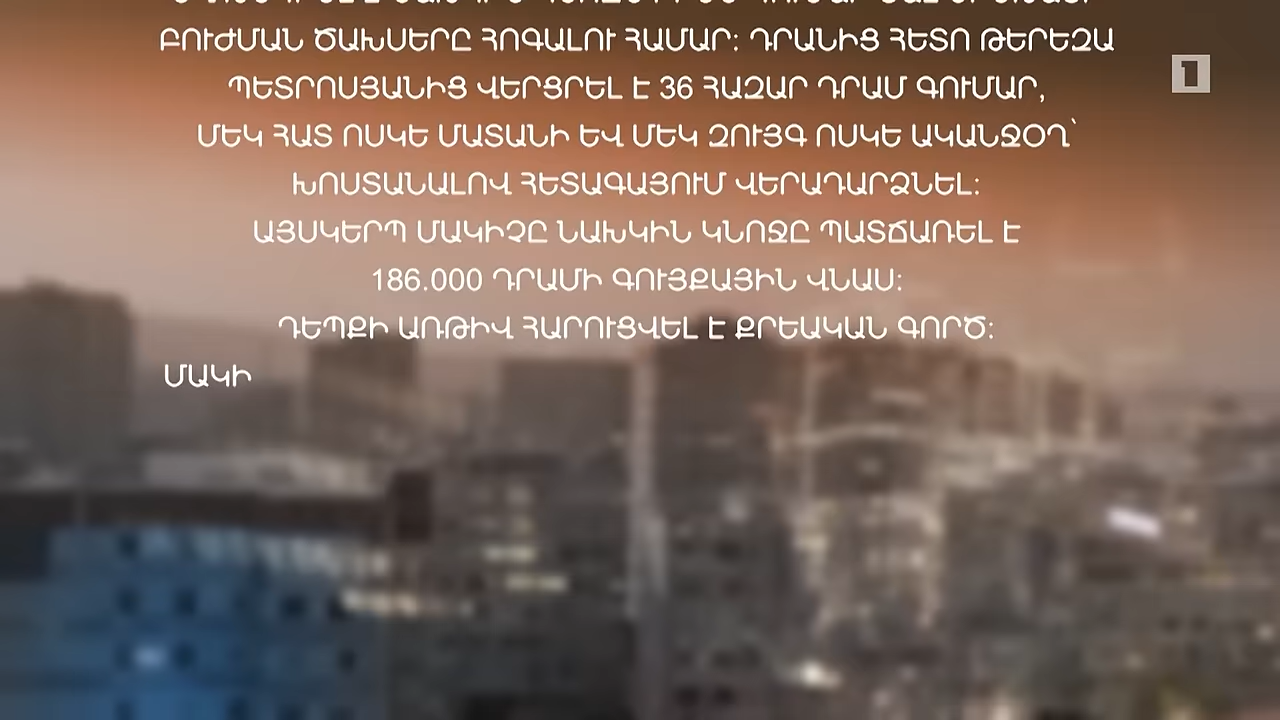 ԲՈՒԺՄԱՆ ԾԱԽՍԵՐԸ ՀՈԳԱԼՈՒ ՀԱՄԱՐ։ ԴՐԱՆԻՑ ՀԵՏՈ ԹԵՐԵԶԱ
ՊԵՏՐՈՍՅԱՆԻՑ ՎԵՐՑՐԵԼ Է 36 ՀԱԶԱՐ ԴՐԱՄ ԳՈՒՄԱՐ,
ՄԵԿ ՀԱՏ ՈՍԿԵ ՄԱՏԱՆԻ ԵՎ ՄԵԿ ԶՈՒՅԳ ՈՍԿԵ ԱԿԱՆՋՕՂ՝
ԽՈՍՏԱՆԱԼՈՎ ՀԵՏԱԳԱՅՈՒՄ ՎԵՐԱԴԱՐՁՆԵԼ։
ԱՅՍԿԵՐՊ ՄԱԿԻՉԸ ՆԱԽԿԻՆ ԿՆՈՋԸ ՊԱՏՃԱՌԵԼ Է
186.000 ԴՐԱՄԻ ԳՈՒՅՔԱՅԻՆ ՎՆԱՍ։
ԴԵՊՔԻ ԱՌԹԻՎ ՀԱՐՈՒՑՎԵԼ Է ՔՐԵԱԿԱՆ ԳՈՐԾ։
ՄԱԿԻ
1